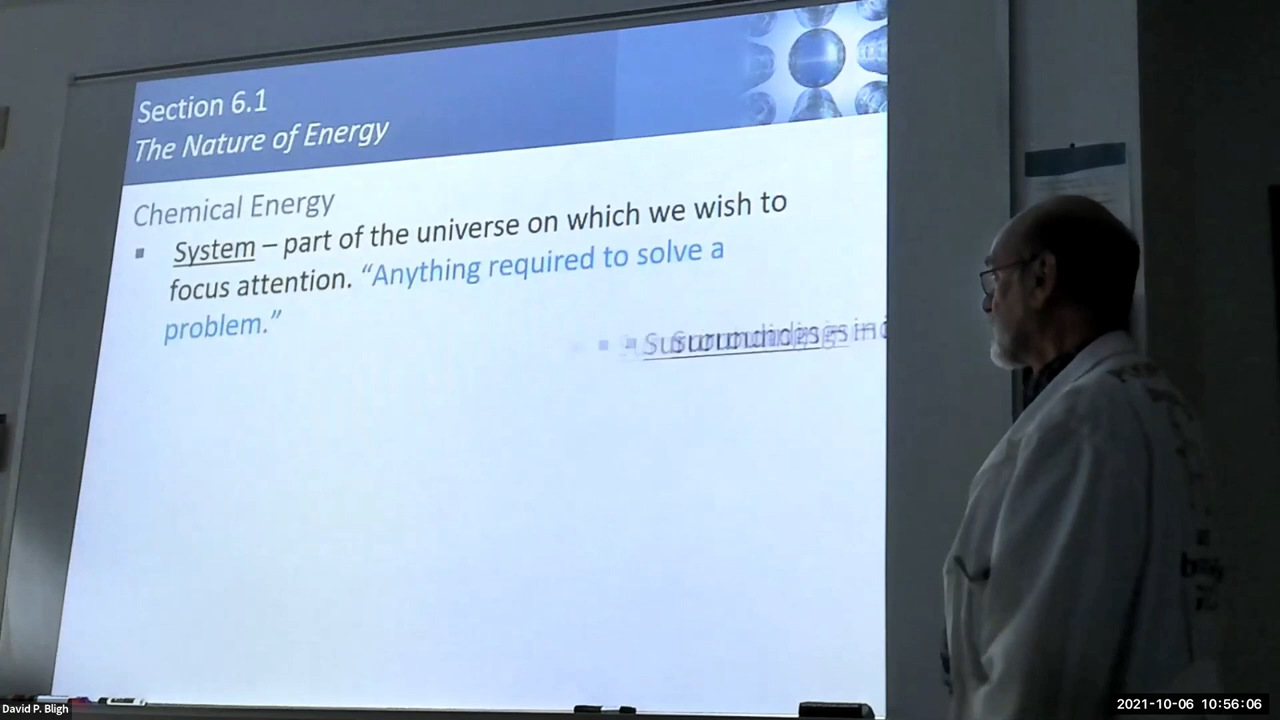 Section 6.1
The Nature of Energy
Chemical Energy
▪ System – part of the universe on which we wish to
focus attention. “Anything required to solve a
problem.”
David P. Bligh
2021-10-06 10:56:06